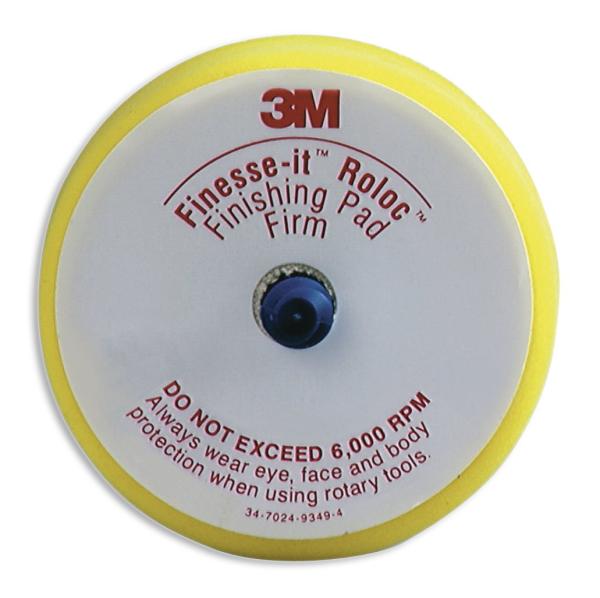 3M
Finesse-it™ Roloc™
Finishing Pad
Firm
DO NOT EXCEED 6,000 RPM
Always wear eye, face and body
protection when using rotary tools.
34-7024-9349-4